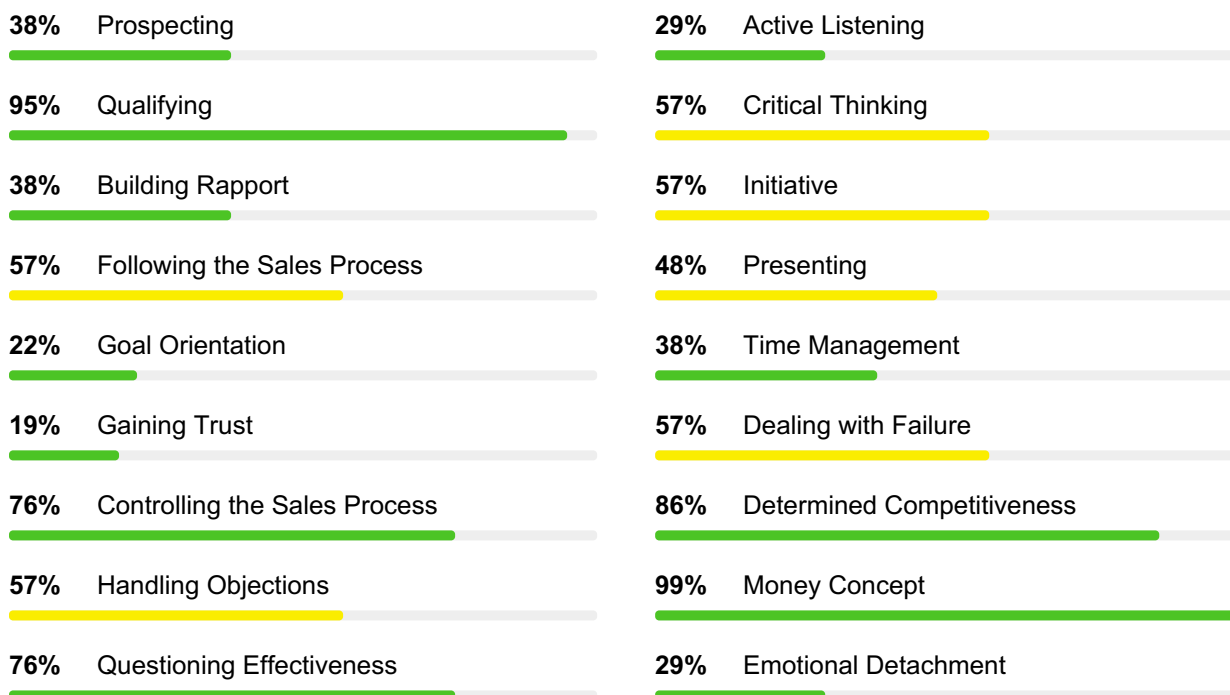 38% Prospecting
95% Qualifying
38% Building Rapport
57% Following the Sales Process
22% Goal Orientation
19% Gaining Trust
76% Controlling the Sales Process
57% Handling Objections
76% Questioning Effectiveness
29% Active Listening
57% Critical Thinking
57% Initiative
48% Presenting
38% Time Management
57% Dealing with Failure
86% Determined Competitiveness
99% Money Concept
29% Emotional Detachment